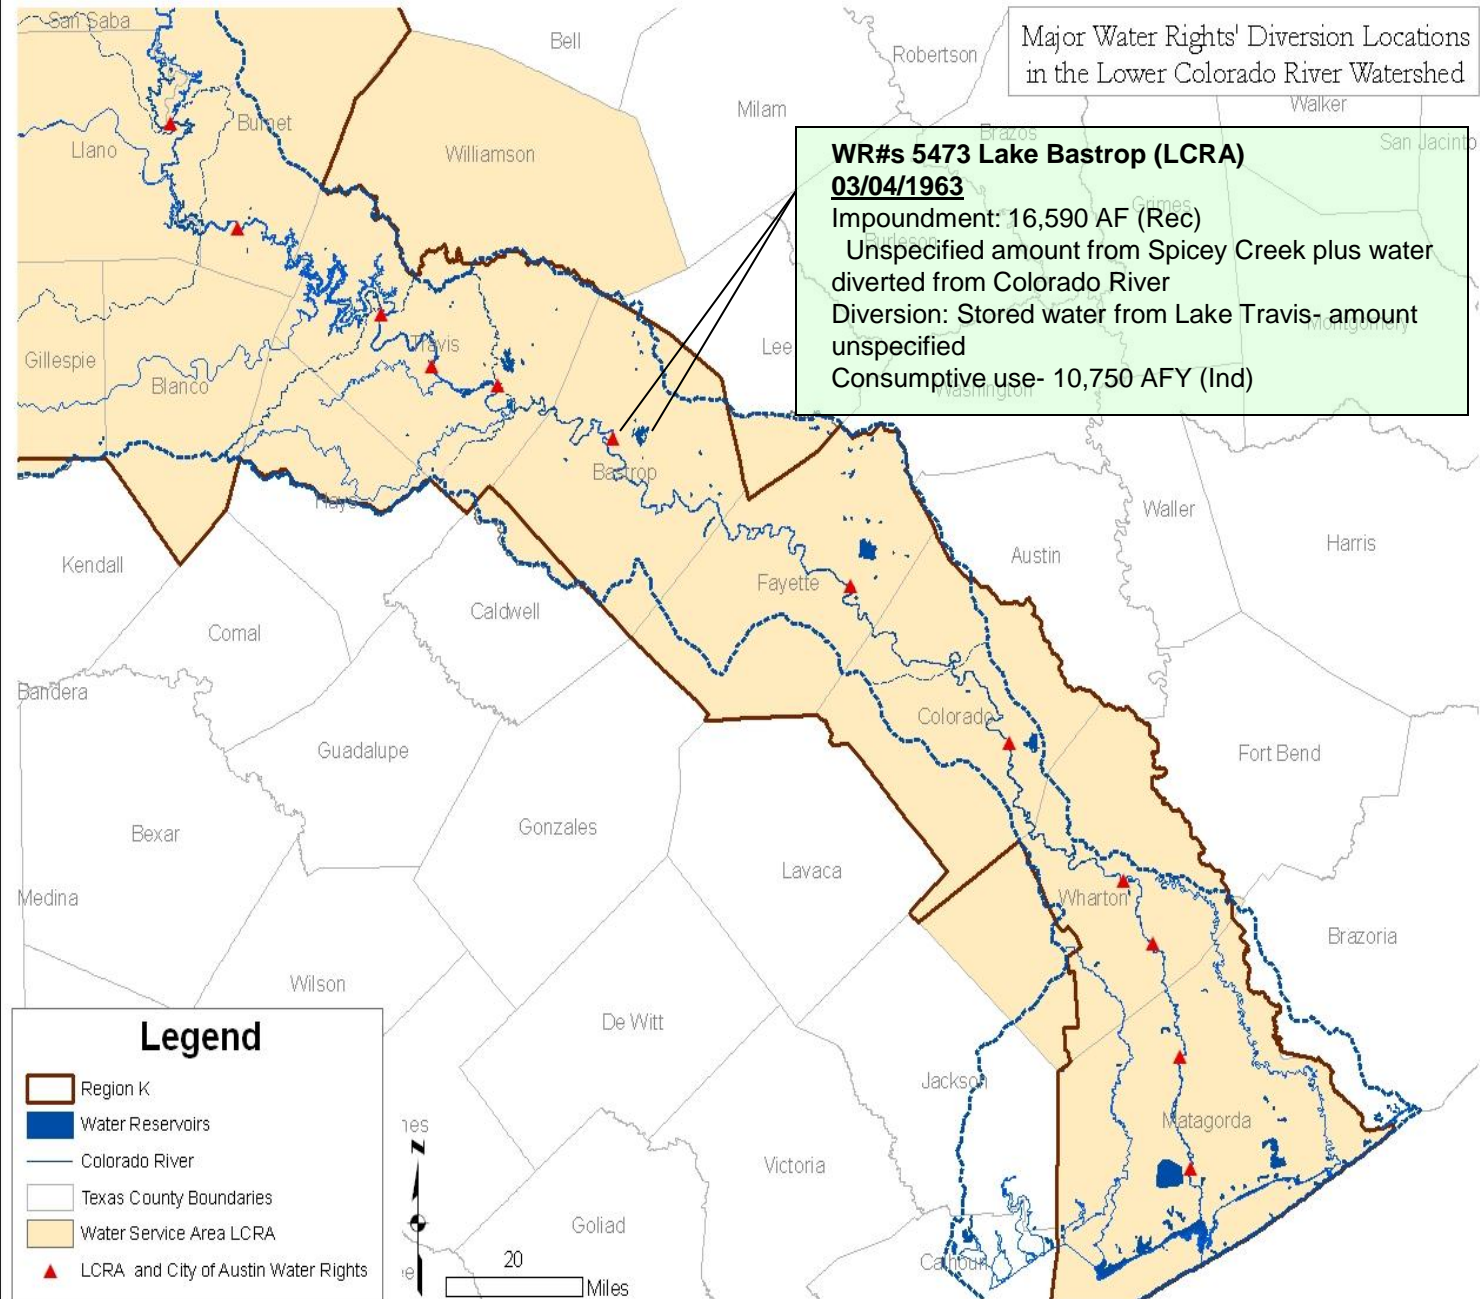 San Saba
Bell
Robertson
Major Water Rights' Diversion Locations
in the Lower Colorado River Watershed
Milam
Walker
Burnet
Llano
Williamson
Brazos
San Jacinto
WR#s 5473 Lake Bastrop (LCRA)
03/04/1963
Impoundment: 16,590 AF (Rec)
Unspecified amount from Spicey Creek plus water
diverted from Colorado River
Diversion: Stored water from Lake Travis- amount
unspecified
Consumptive use- 10,750 AFY (Ind)
Grimes
Burleson
Montgomery
Washington
Lee
Travis
Gillespie
Blanco
Bastrop
Hays
Waller
Harris
Austin
Kendall
Fayette
Caldwell
Comal
Bandera
Colorado
Guadalupe
Fort Bend
Bexar
Gonzales
Lavaca
Medina
Wharton
Brazoria
Wilson
De Witt
Jackson
Matagorda
Victoria
Goliad
Calhoun
Legend
Region K
Water Reservoirs
Colorado River
Texas County Boundaries
Water Service Area LCRA
LCRA and City of Austin Water Rights
N
20
Miles